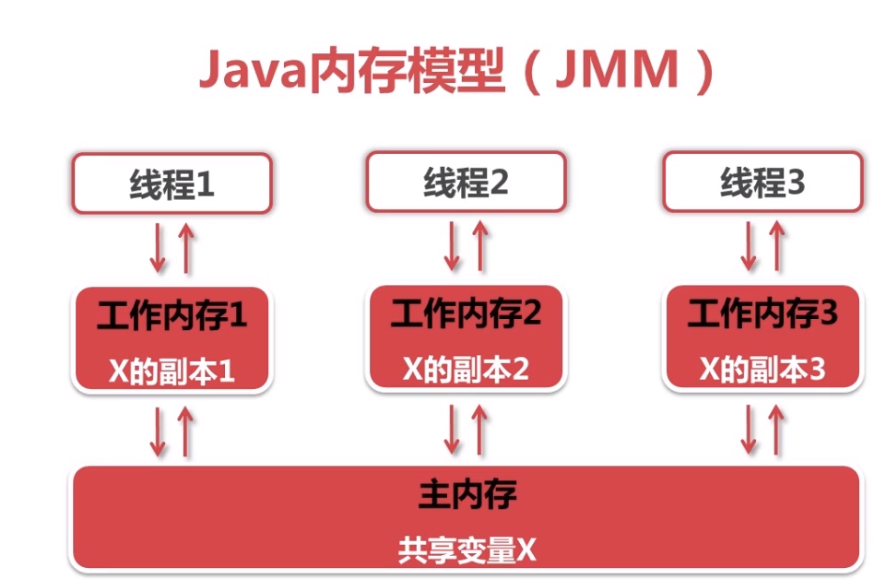 Java内存模型（JMM）
线程1
线程2
线程3
工作内存1
X的副本1
工作内存2
X的副本2
工作内存3
X的副本3
主内存
共享变量X